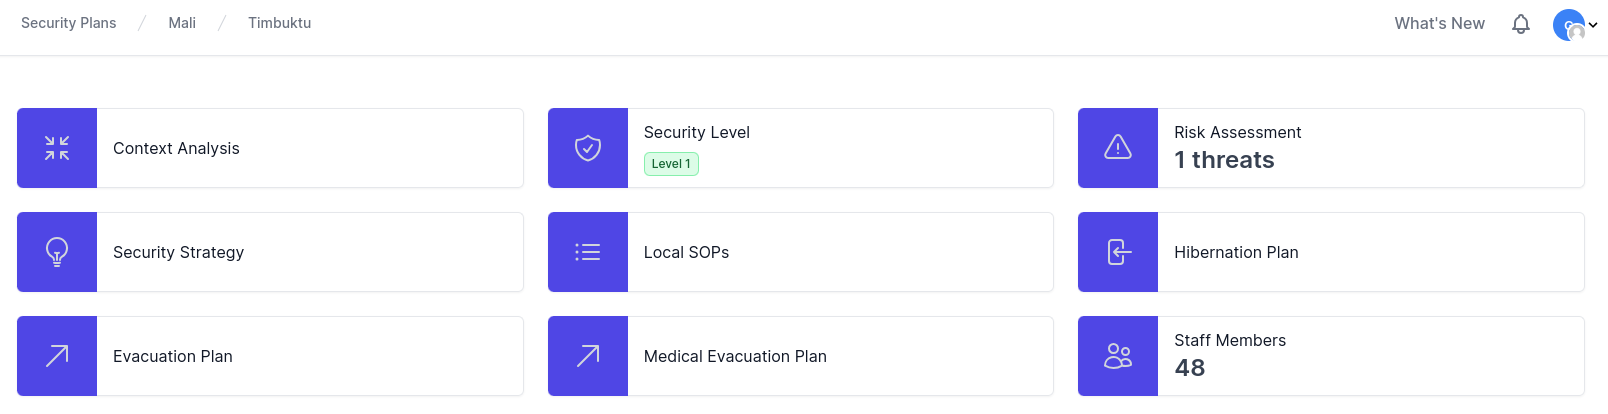 Security Plans / Mali / Timbuktu
What's New
Context Analysis
Security Level
Level 1
Risk Assessment
1 threats
Security Strategy
Local SOPs
Hibernation Plan
Evacuation Plan
Medical Evacuation Plan
Staff Members
48